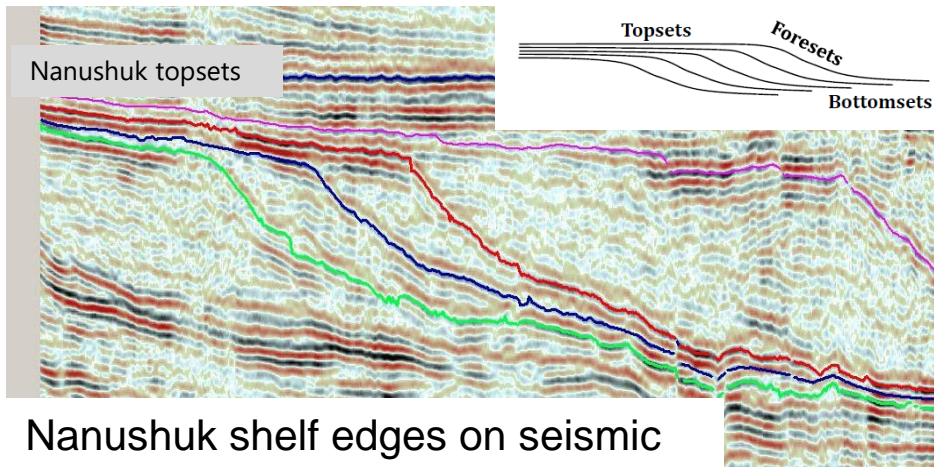 Topsets
Foresets
Nanushuk topsets
Bottomsets
Nanushuk shelf edges on seismic